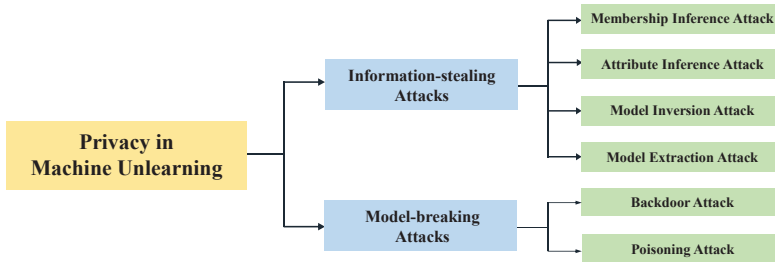 Privacy in
Machine Unlearning
Information-stealing
Attacks
Membership Inference Attack
Attribute Inference Attack
Model Inversion Attack
Model Extraction Attack
Model-breaking
Attacks
Backdoor Attack
Poisoning Attack